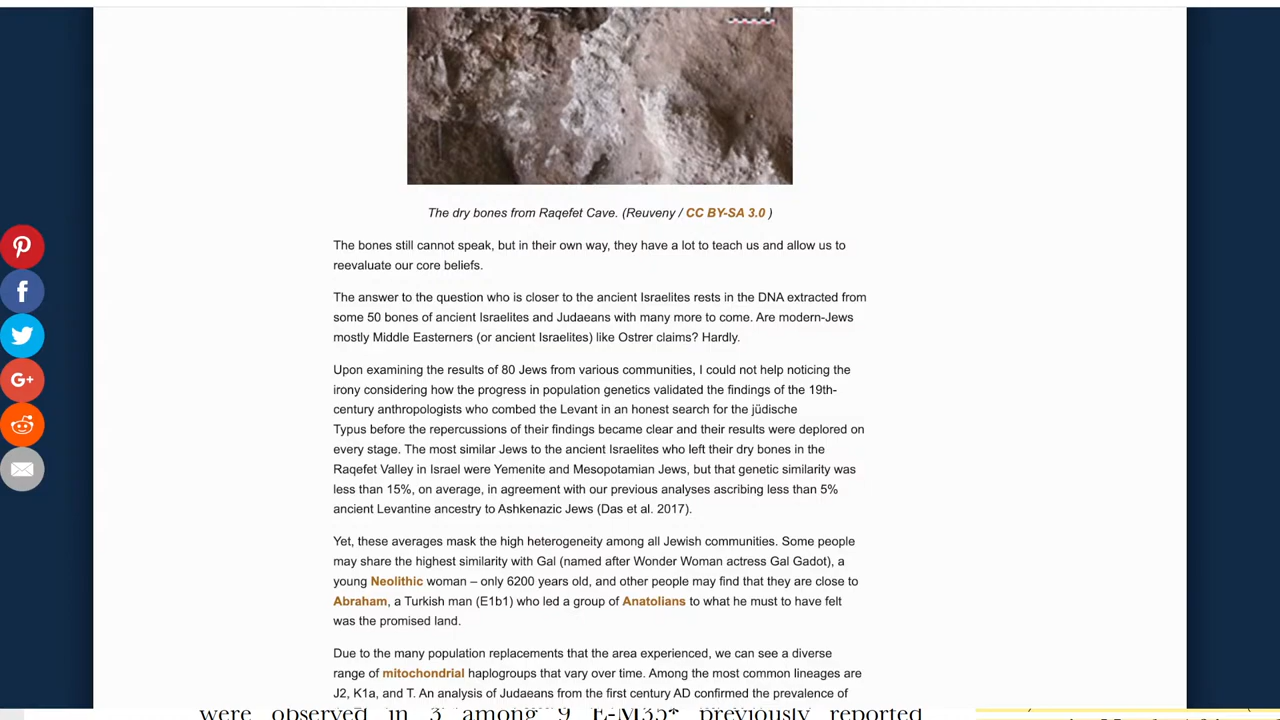 The dry bones from Raqefet Cave. (Reuveny / CC BY-SA 3.0 )
The bones still cannot speak, but in their own way, they have a lot to teach us and allow us to
reevaluate our core beliefs.
The answer to the question who is closer to the ancient Israelites rests in the DNA extracted from
some 50 bones of ancient Israelites and Judaeans with many more to come. Are modern-Jews
mostly Middle Easterners (or ancient Israelites) like Ostrer claims? Hardly.
Upon examining the results of 80 Jews from various communities, I could not help noticing the
irony considering how the progress in population genetics validated the findings of the 19th-
century anthropologists who combed the Levant in an honest search for the jüdische
Typus before the repercussions of their findings became clear and their results were deplored on
every stage. The most similar Jews to the ancient Israelites who left their dry bones in the
Raqefet Valley in Israel were Yemenite and Mesopotamian Jews, but that genetic similarity was
less than 15%, on average, in agreement with our previous analyses ascribing less than 5%
ancient Levantine ancestry to Ashkenazic Jews (Das et al. 2017).
Yet, these averages mask the high heterogeneity among all Jewish communities. Some people
may share the highest similarity with Gal (named after Wonder Woman actress Gal Gadot), a
young Neolithic woman – only 6200 years old, and other people may find that they are close to
Abraham, a Turkish man (E1b1) who led a group of Anatolians to what he must to have felt
was the promised land.
Due to the many population replacements that the area experienced, we can see a diverse
range of mitochondrial haplogroups that vary over time. Among the most common lineages are
J2, K1a, and T. An analysis of Judaeans from the first century AD confirmed the prevalence of
were observed in 3 among 9 E-M35* previously reported